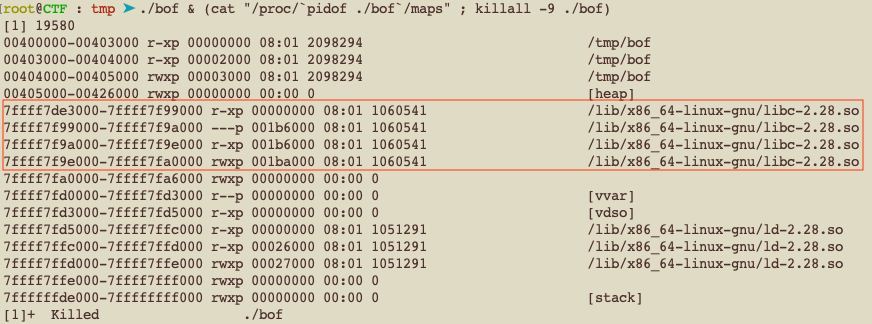 [root@CTF : tmp ➤ ./bof & (cat "/proc/`pidof ./bof`/maps" ; killall -9 ./bof)
[1] 19580
00400000-00403000 r-xp 00000000 08:01 2098294 /tmp/bof
00403000-00404000 r-xp 00002000 08:01 2098294 /tmp/bof
00404000-00405000 rwxp 00003000 08:01 2098294 /tmp/bof
00405000-00426000 rwxp 00000000 00:00 0 [heap]
7ffff7de3000-7ffff7f99000 r-xp 00000000 08:01 1060541 /lib/x86_64-linux-gnu/libc-2.28.so
7ffff7f99000-7ffff7f9a000 ---p 001b6000 08:01 1060541 /lib/x86_64-linux-gnu/libc-2.28.so
7ffff7f9a000-7ffff7f9e000 r-xp 001b6000 08:01 1060541 /lib/x86_64-linux-gnu/libc-2.28.so
7ffff7f9e000-7ffff7fa0000 rwxp 001ba000 08:01 1060541 /lib/x86_64-linux-gnu/libc-2.28.so
7ffff7fa0000-7ffff7fa6000 rwxp 00000000 00:00 0
7ffff7fd0000-7ffff7fd3000 r--p 00000000 00:00 0 [vvar]
7ffff7fd3000-7ffff7fd5000 r-xp 00000000 00:00 0 [vdso]
7ffff7fd5000-7ffff7ffc000 r-xp 00000000 08:01 1051291 /lib/x86_64-linux-gnu/ld-2.28.so
7ffff7ffc000-7ffff7ffd000 r-xp 00026000 08:01 1051291 /lib/x86_64-linux-gnu/ld-2.28.so
7ffff7ffd000-7ffff7ffe000 rwxp 00027000 08:01 1051291 /lib/x86_64-linux-gnu/ld-2.28.so
7ffff7ffe000-7ffff7fff000 rwxp 00000000 00:00 0
7ffffffde000-7ffffffff000 rwxp 00000000 00:00 0 [stack]
[1]+ Killed ./bof